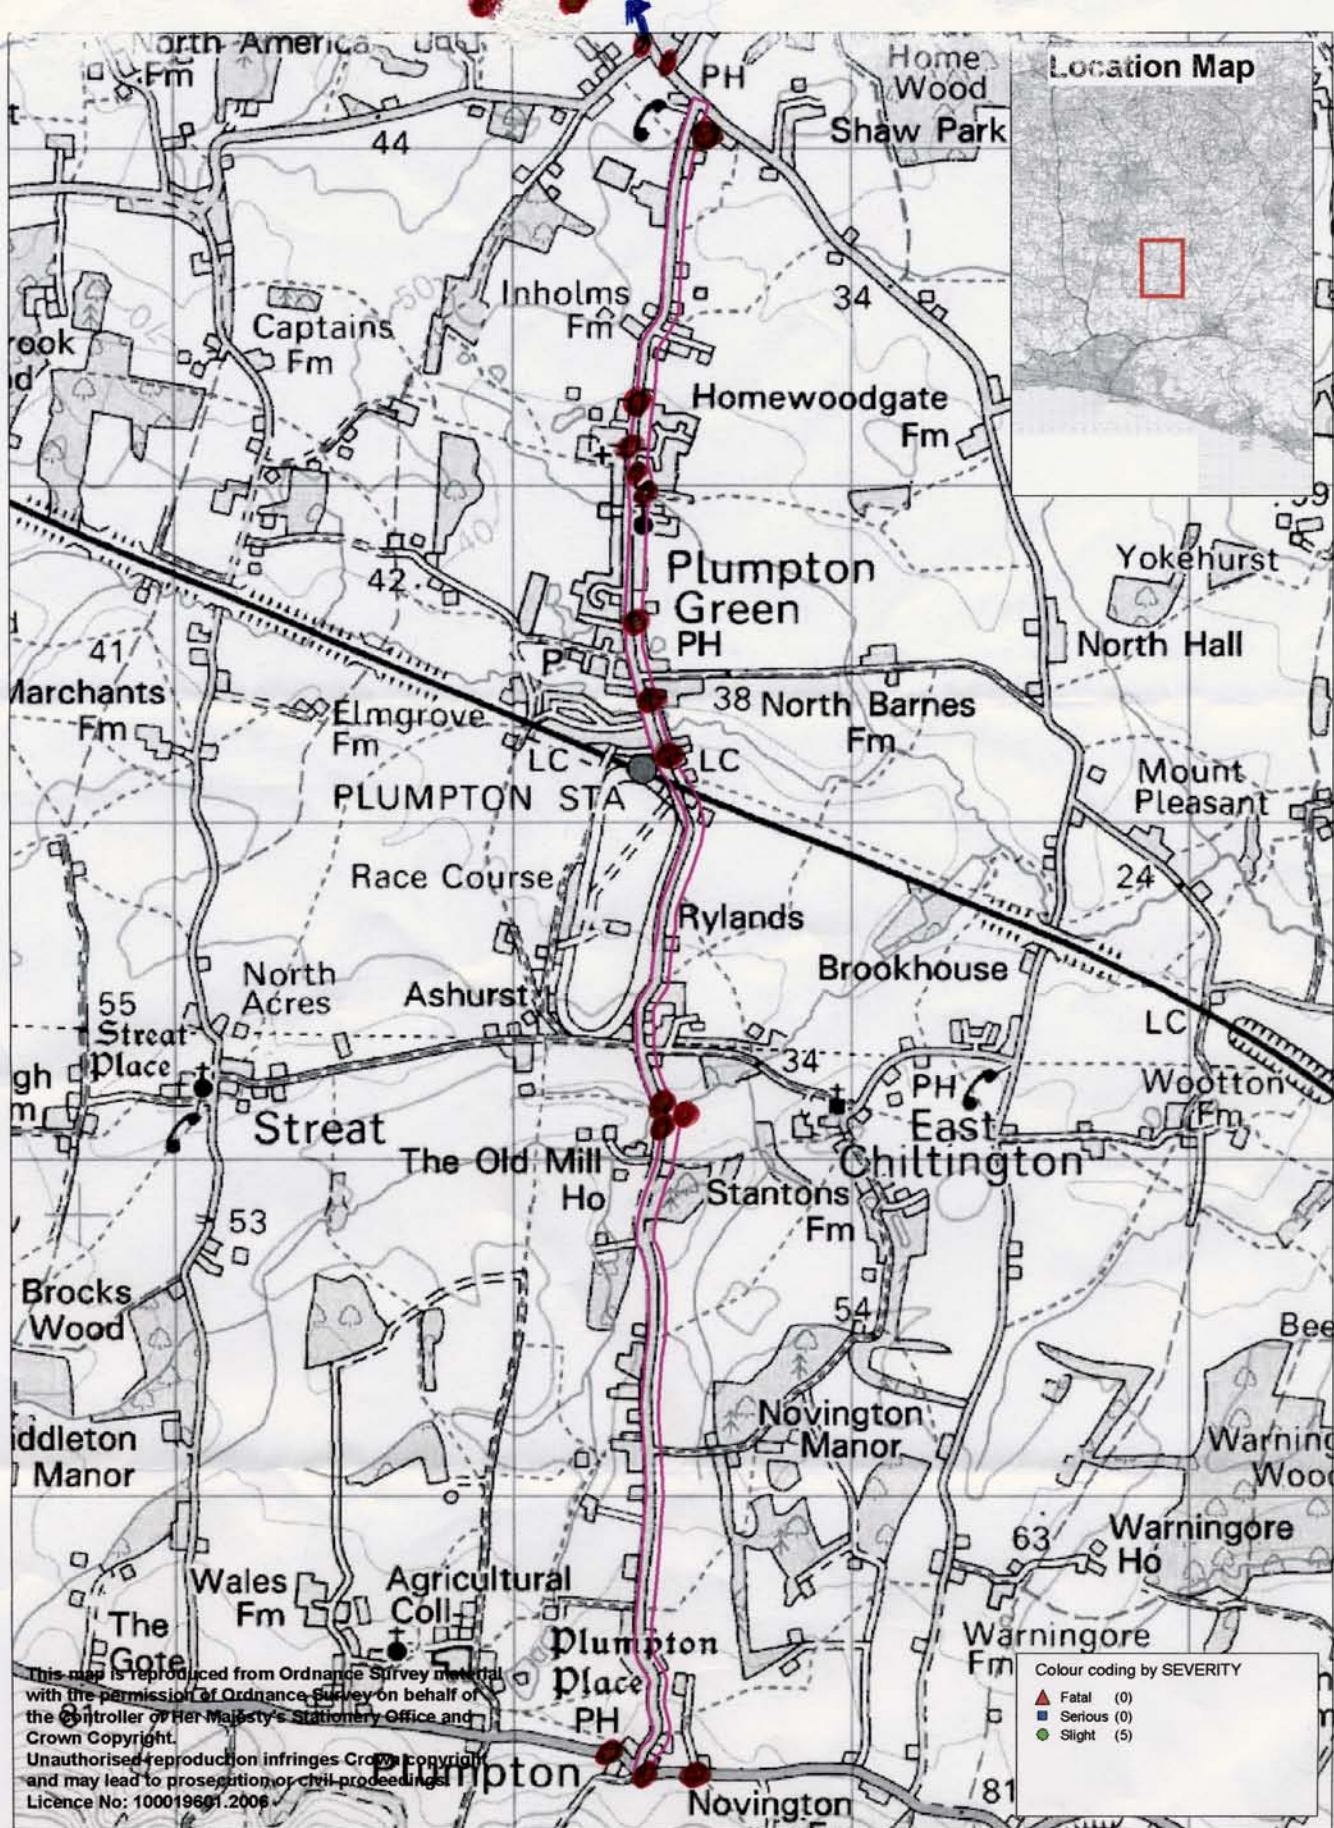 North America
Fm
PH
Home
Wood
Location Map
Shaw Park
44
t
Inholms
Fm
34
50
70
Captains
Fm
rook
d
Homewoodgate
Fm
Plumpton
Green
PH
40
42
Yokehurst
North Hall
41
P
38
North Barnes
Fm
Marchants
Fm
Elmgrove
Fm
LC
LC
PLUMPTON STA
Mount
Pleasant
24
Race Course
Rylands
Brookhouse
North
Acres
Ashurst
55
Streat
Place
LC
34
gh
m
PH
Wootton
Fm
Streat
East
Chiltington
The Old Mill
Ho
Stantons
Fm
53
Brocks
Wood
54
Bee
Novington
Manor
iddleton
Manor
Warning
Wood
63
Warningore
Ho
Wales
Fm
Agricultural
Coll
The
Gote
Plumpton
Place
Warningore
Fm
PH
Plumpton
81
Novington
This map is reproduced from Ordnance Survey material
with the permission of Ordnance Survey on behalf of
the Controller of Her Majesty's Stationery Office and
Crown Copyright.
Unauthorised reproduction infringes Crown copyright
and may lead to prosecution or civil proceedings.
Licence No: 100019601.2006
Colour coding by SEVERITY
Fatal (0)
Serious (0)
Slight (5)